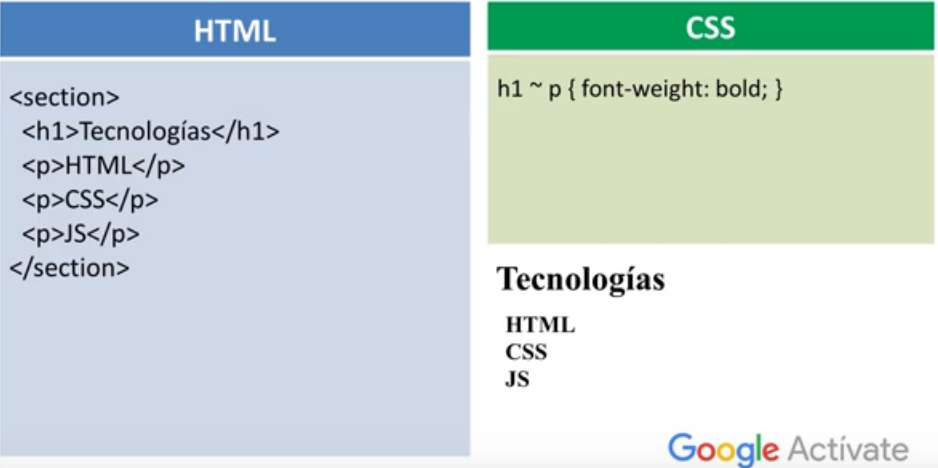 HTML
<section>
<h1>Tecnologías</h1>
<p>HTML</p>
<p>CSS</p>
<p>JS</p>
</section>
CSS
h1 ~ p { font-weight: bold; }
Tecnologías
HTML
CSS
JS
Google Actívate